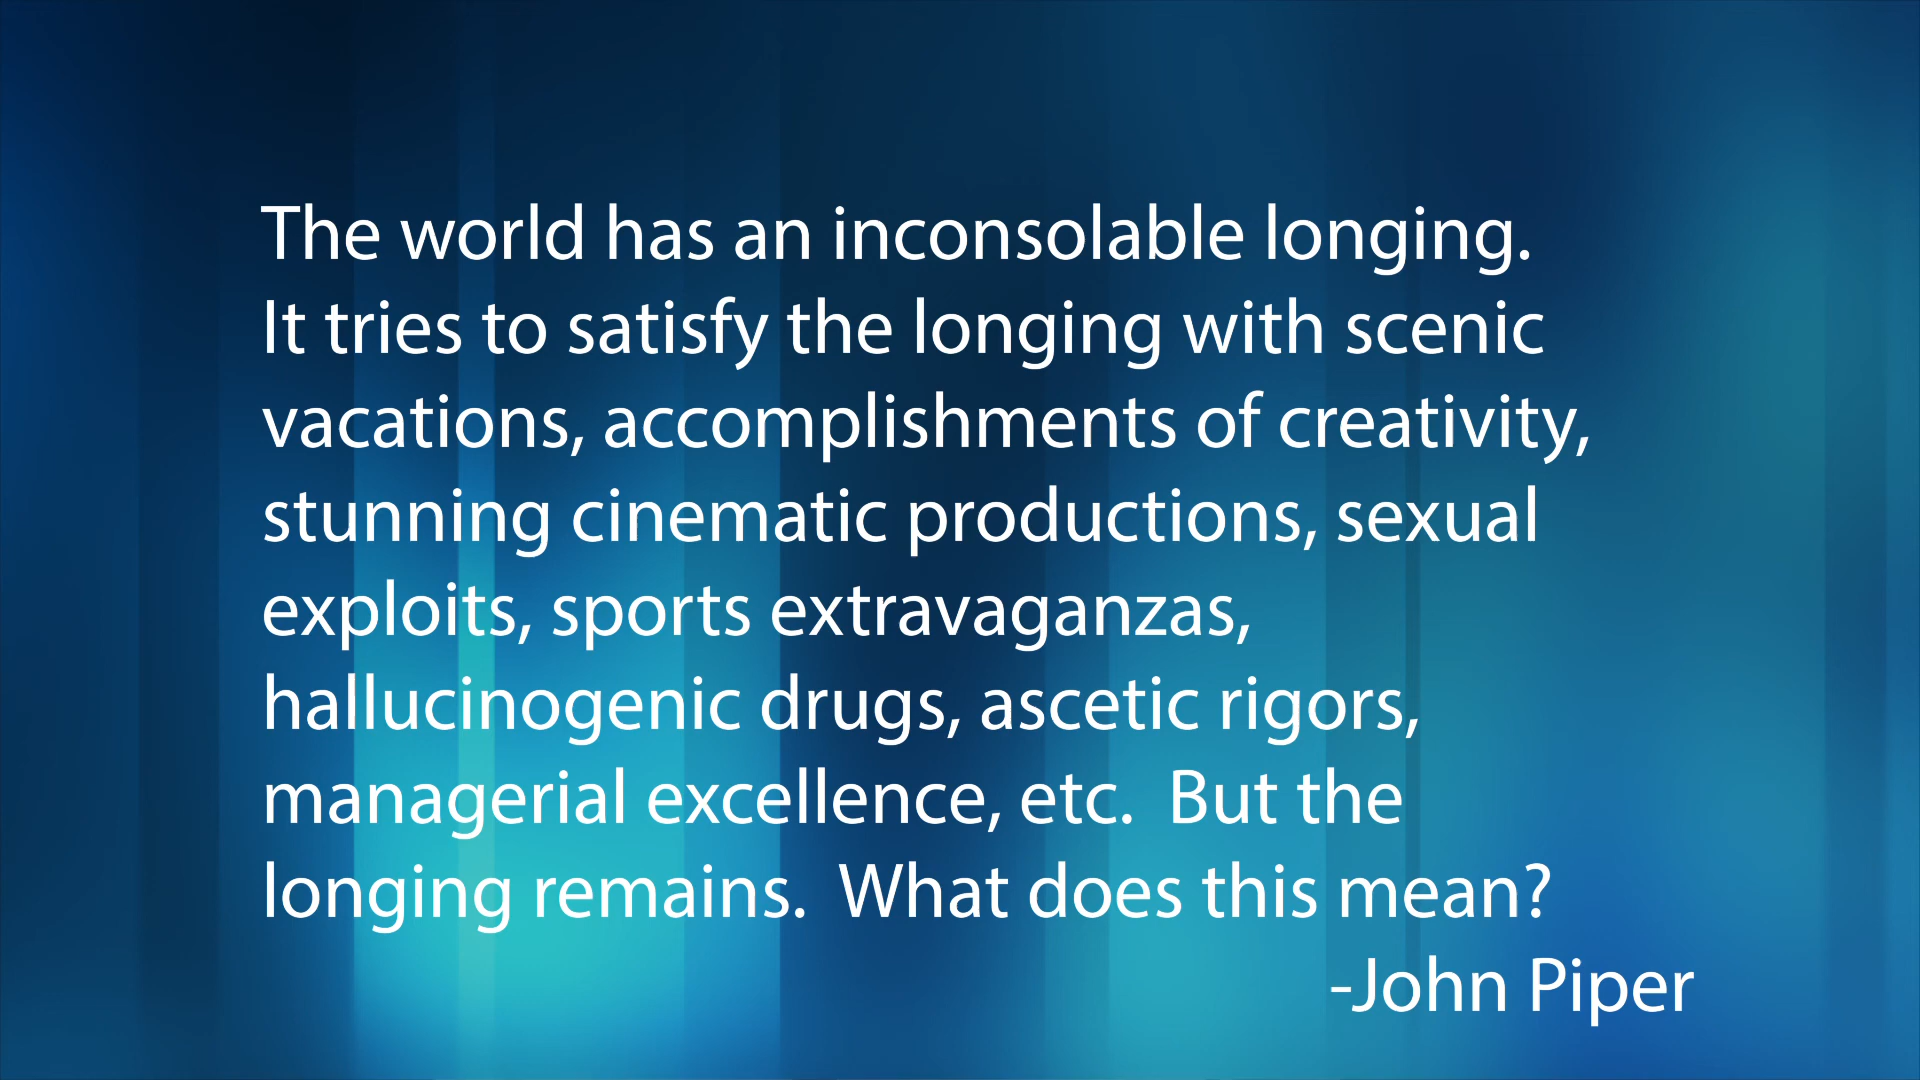 The world has an inconsolable longing.
It tries to satisfy the longing with scenic
vacations, accomplishments of creativity,
stunning cinematic productions, sexual
exploits, sports extravaganzas,
hallucinogenic drugs, ascetic rigors,
managerial excellence, etc.  But the
longing remains.  What does this mean?
-John Piper